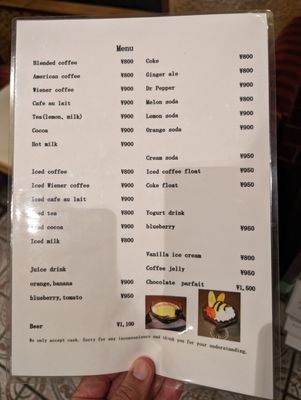 Menu
Blended coffee ¥800
American coffee ¥800
Wiener coffee ¥900
Cafe au lait ¥900
Tea(lemon, milk) ¥800
Cocoa ¥900
Hot milk ¥900
Iced coffee ¥800
Iced Wiener coffee ¥900
Iced cafe au lait ¥900
Iced tea ¥800
Iced cocoa ¥900
Iced milk ¥800
Juice drink
orange,banana ¥900
blueberry,tomato ¥950
Beer ¥1,100
Coke ¥800
Ginger ale ¥800
Dr Pepper ¥900
Melon soda ¥800
Lemon soda ¥900
Orange soda ¥900
Cream soda ¥950
Iced coffee float ¥950
Coke float ¥950
Yogurt drink
blueberry ¥950
Vanilla ice cream ¥800
Coffee jelly ¥950
Chocolate parfait ¥1,500
We only accept cash. Sorry for any inconvenience and thank you for your understanding.